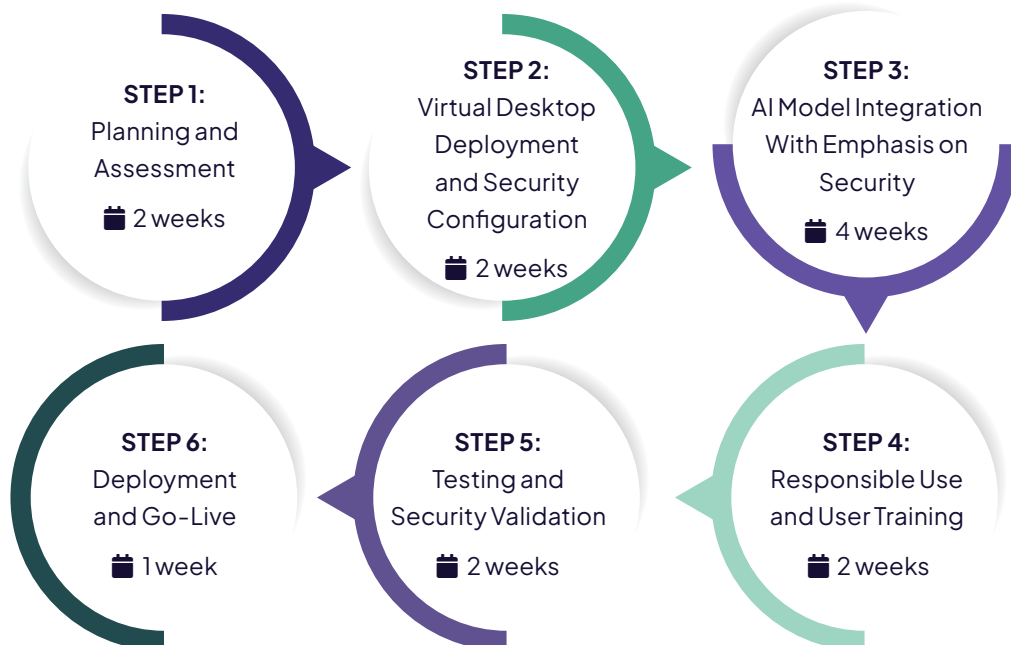 STEP 1:
Planning and
Assessment
2 weeks
STEP 2:
Virtual Desktop
Deployment
and Security
Configuration
2 weeks
STEP 3:
AI Model Integration
With Emphasis on
Security
4 weeks
STEP 4:
Responsible Use
and User Training
2 weeks
STEP 5:
Testing and
Security Validation
2 weeks
STEP 6:
Deployment
and Go-Live
1 week